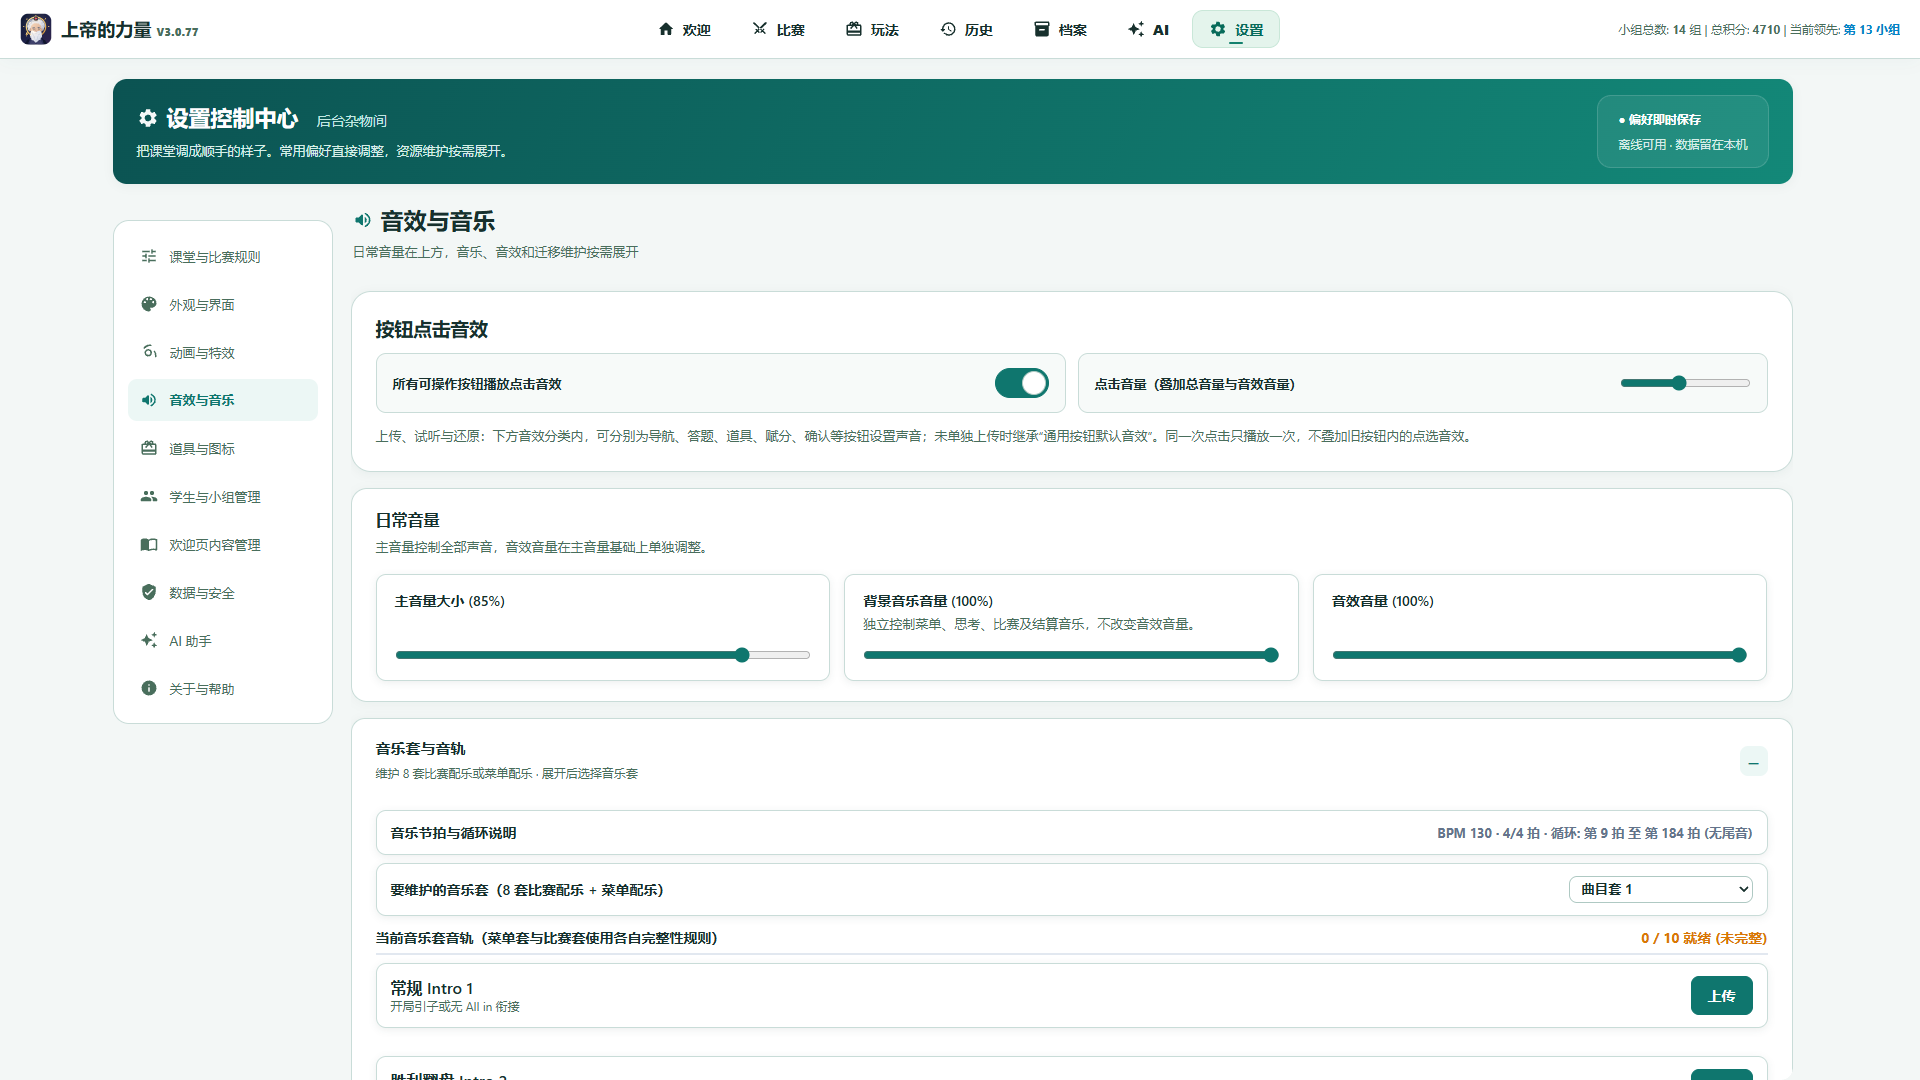 上帝的力量 V3.0.77
欢迎
比赛
玩法
历史
档案
AI
设置
小组总数: 14 组 | 总积分: 4710 | 当前领先: 第 13 小组
设置控制中心 后台杂物间
把课堂调成顺手的样子。常用偏好直接调整，资源维护按需展开。
● 偏好即时保存
离线可用 · 数据留在本机
课堂与比赛规则
外观与界面
动画与特效
音效与音乐
道具与图标
学生与小组管理
欢迎页内容管理
数据与安全
AI 助手
关于与帮助
音效与音乐
日常音量在上方，音乐、音效和迁移维护按需展开
按钮点击音效
所有可操作按钮播放点击音效
点击音量（叠加总音量与音效音量）
上传、试听与还原：下方音效分类内，可分别为导航、答题、道具、赋分、确认等按钮设置声音；未单独上传时继承“通用按钮默认音效”。同一次点击只播放一次，不叠加旧按钮内的点选音效。
日常音量
主音量控制全部声音，音效音量在主音量基础上单独调整。
主音量大小 (85%)
背景音乐音量 (100%)
独立控制菜单、思考、比赛及结算音乐，不改变音效音量。
音效音量 (100%)
音乐套与音轨
维护 8 套比赛配乐或菜单配乐 · 展开后选择音乐套
音乐节拍与循环说明
BPM 130 · 4/4 拍 · 循环: 第 9 拍 至 第 184 拍 (无尾音)
要维护的音乐套（8 套比赛配乐 + 菜单配乐）
曲目套 1
当前音乐套音轨（菜单套与比赛套使用各自完整性规则）
0 / 10 就绪 (未完整)
常规 Intro 1
开局引子或无 All in 衔接
上传
胜利翻盘 Intro 2